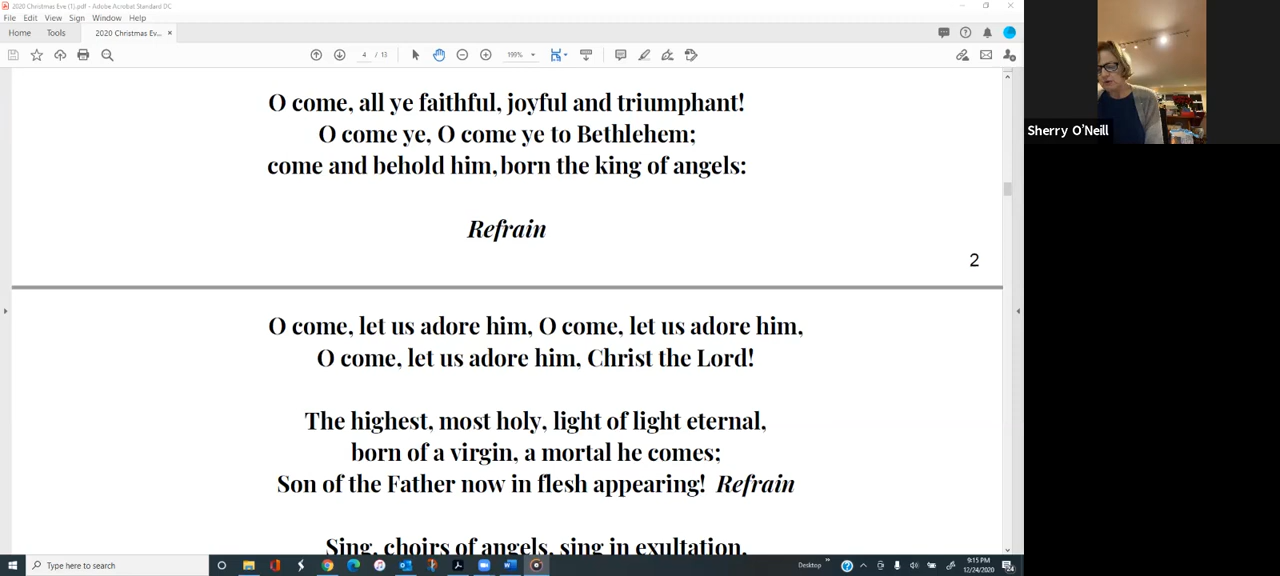 2020 Christmas Eve (1).pdf - Adobe Acrobat Standard DC
File Edit View Sign Window Help
Home Tools 2020 Christmas Ev... ×
4 / 13 199%
O come, all ye faithful, joyful and triumphant!
O come ye, O come ye to Bethlehem;
come and behold him, born the king of angels:
Refrain
2
O come, let us adore him, O come, let us adore him,
O come, let us adore him, Christ the Lord!
The highest, most holy, light of light eternal,
born of a virgin, a mortal he comes;
Son of the Father now in flesh appearing! Refrain
Sing, choirs of angels, sing in exultation,
Sherry O'Neill
Type here to search
Desktop
9:15 PM
12/24/2020
24